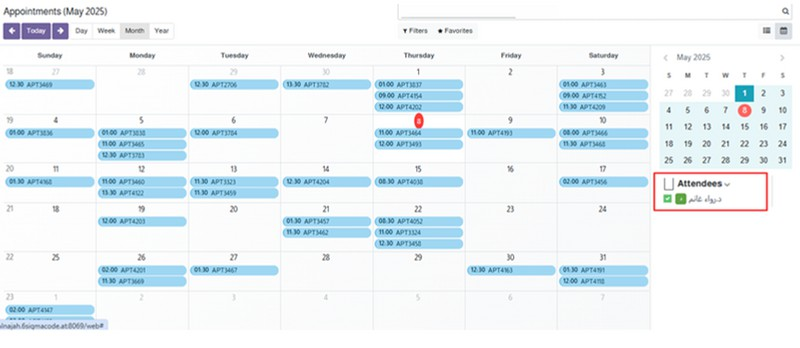 Appointments (May 2025)
Today Day Week Month Year
Filters Favorites
Sunday Monday Tuesday Wednesday Thursday Friday Saturday
18 27 28 29 30 1 2 3
12:30 APT3469 12:30 APT2706 13:30 APT3782 01:00 APT3837 01:00 APT3463
09:00 APT4154 09:00 APT4152
12:00 APT4202 11:30 APT4209
19 4 5 6 7 8 9 10
01:00 APT3836 01:00 APT3838 12:00 APT3784 11:00 APT3464 11:00 APT4193 08:00 APT3466
11:00 APT3465 12:00 APT3493 11:30 APT3468
12:30 APT3783
20 11 12 13 14 15 16 17
01:30 APT4168 11:00 APT3460 11:30 APT3323 12:00 APT4204 08:30 APT4038 02:00 APT3456
13:30 APT4122 11:30 APT3459
21 18 19 20 21 22 23 24
12:00 APT4203 01:30 APT3457 08:30 APT4052
11:30 APT3462 11:00 APT3324
12:30 APT3458
22 25 26 27 28 29 30 31
02:00 APT4201 01:30 APT3467 12:30 APT4163 01:30 APT4191
11:30 APT3669 12:00 APT4118
23 1 2 3 4 5 6 7
02:00 APT4147
alnajah.6sigmacode.at:8069/web#
May 2025
S M T W T F S
27 28 29 30 1 2 3
4 5 6 7 8 9 10
11 12 13 14 15 16 17
18 19 20 21 22 23 24
25 26 27 28 29 30 31
Attendees
د.رواه غانم